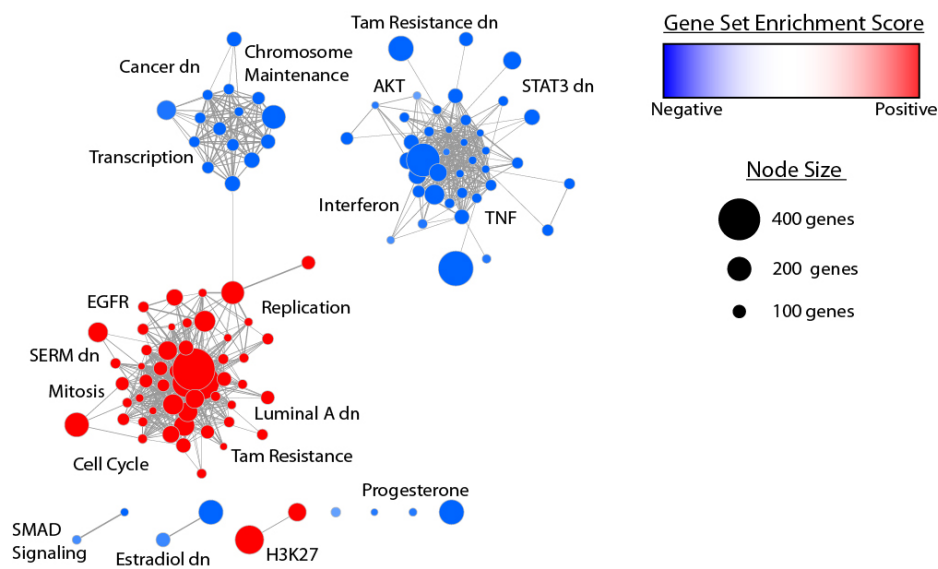 Tam Resistance dn
Gene Set Enrichment Score
Negative
Positive
Cancer dn
Chromosome
Maintenance
AKT
STAT3 dn
Transcription
Interferon
TNF
Node Size
400 genes
200 genes
100 genes
EGFR
Replication
SERM dn
Mitosis
Luminal A dn
Cell Cycle
Tam Resistance
Progesterone
SMAD
Signaling
Estradiol dn
H3K27